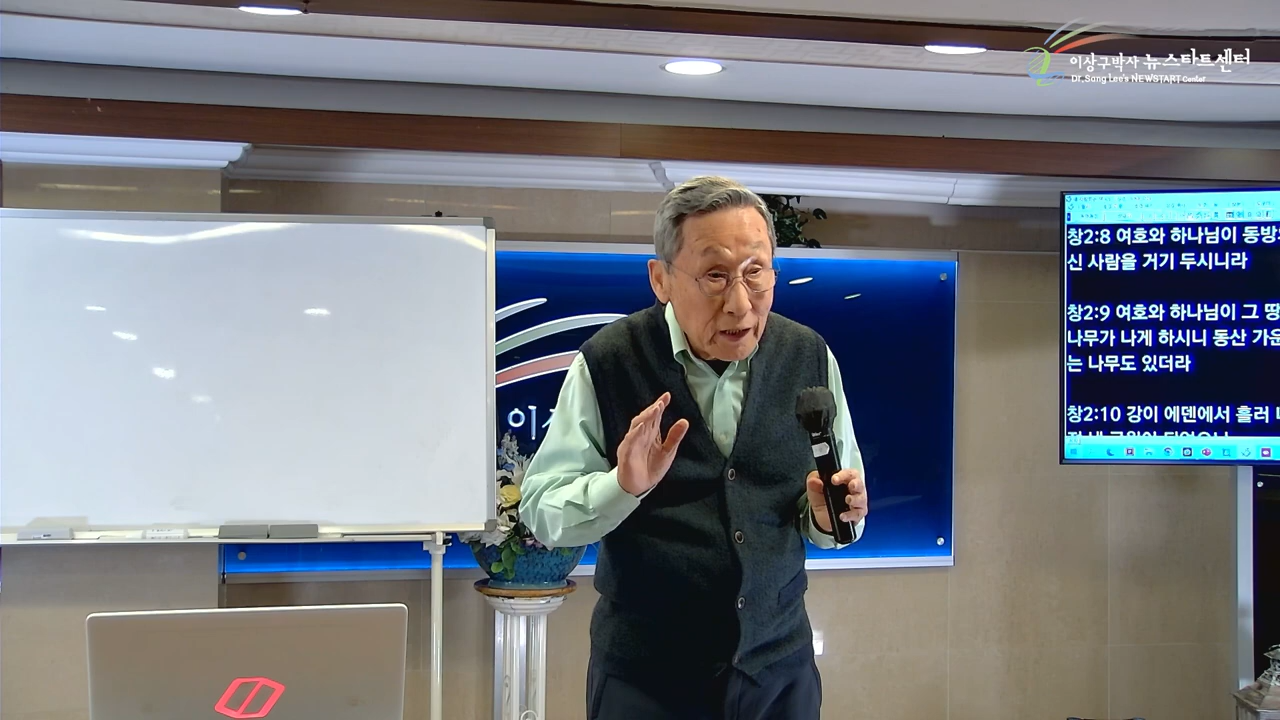 이상구박사 뉴스타트센터
Dr. Sang Lee's NEWSTART Center
창2:8 여호와 하나님이 동방
신 사람을 거기 두시니라
창2:9 여호와 하나님이 그 땅
나무가 나게 하시니 동산 가운
는 나무도 있더라
창2:10 강이 에덴에서 흘러